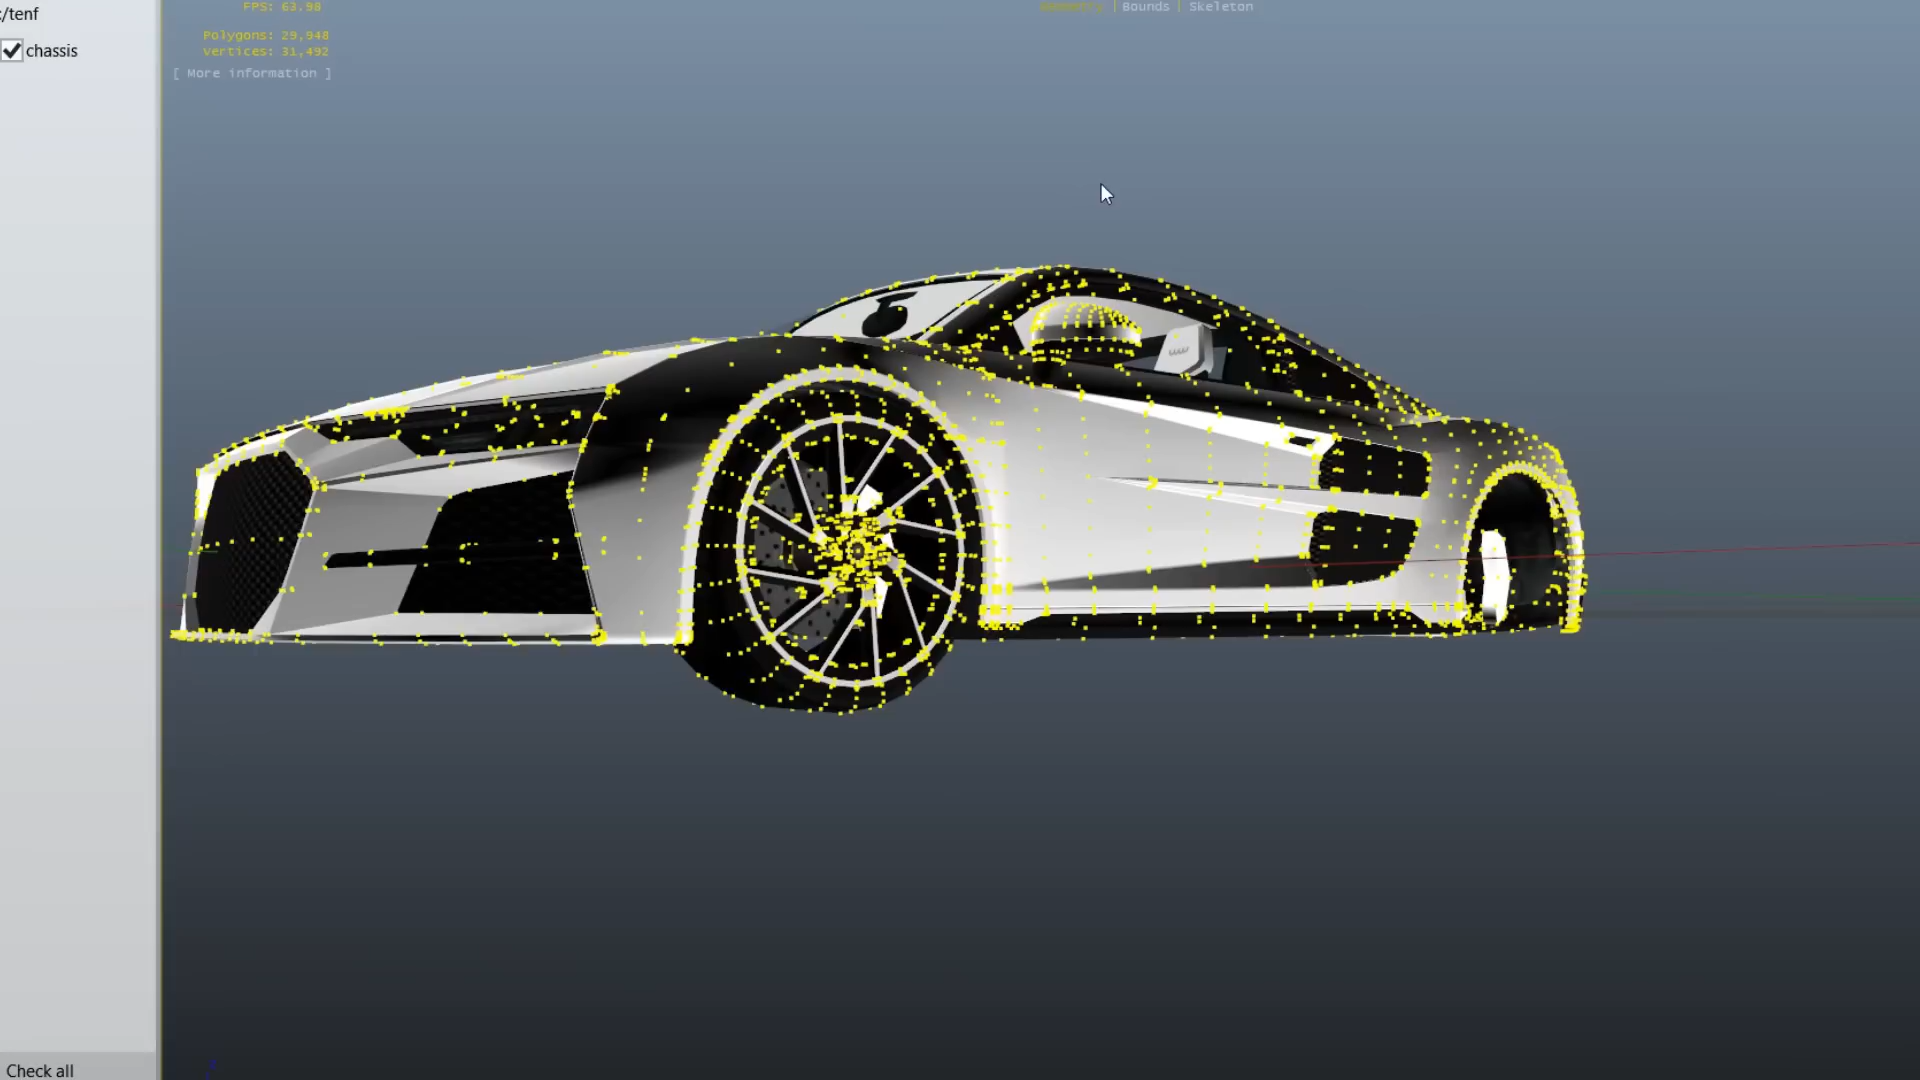 :/tenf
FPS: 63.98
Bounds | Skeleton
chassis
Polygons: 29,948
Vertices: 31,492
[ More information ]
Check all